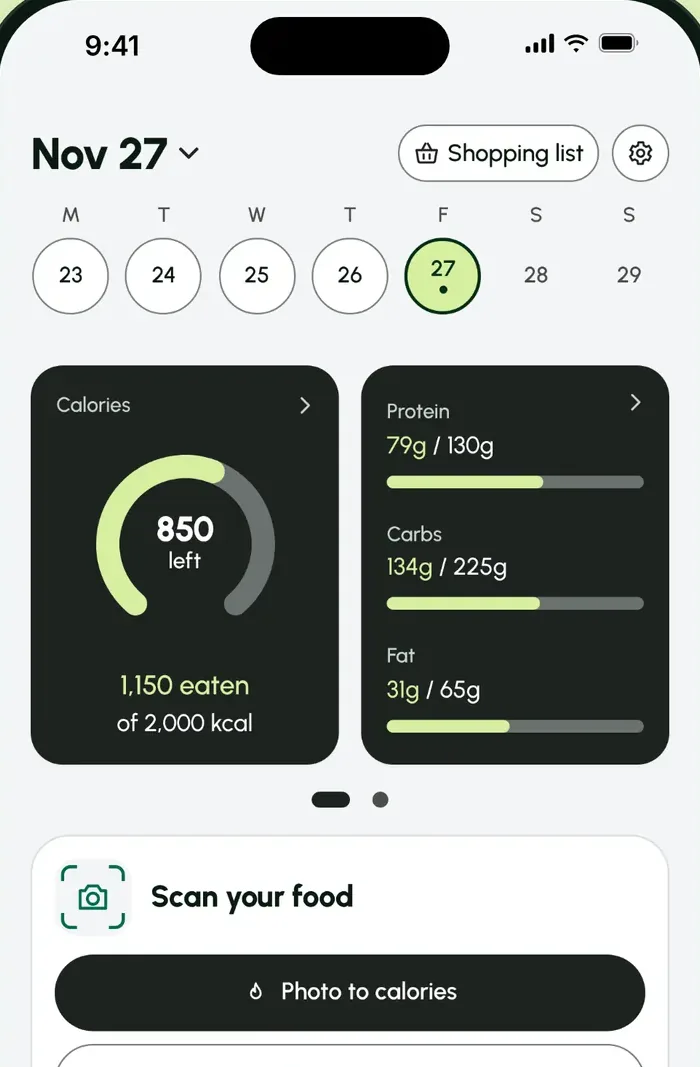 9:41
Nov 27
Shopping list
M T W T F S S
23 24 25 26 27 28 29
Calories
850
left
1,150 eaten
of 2,000 kcal
Protein
79g / 130g
Carbs
134g / 225g
Fat
31g / 65g
Scan your food
Photo to calories